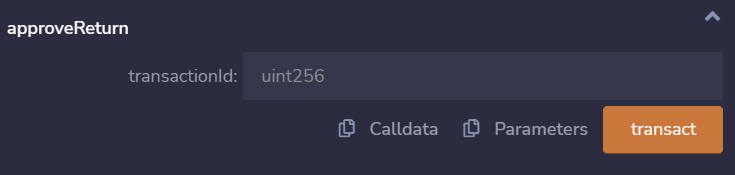 approveReturn
transactionId: uint256
Calldata Parameters transact